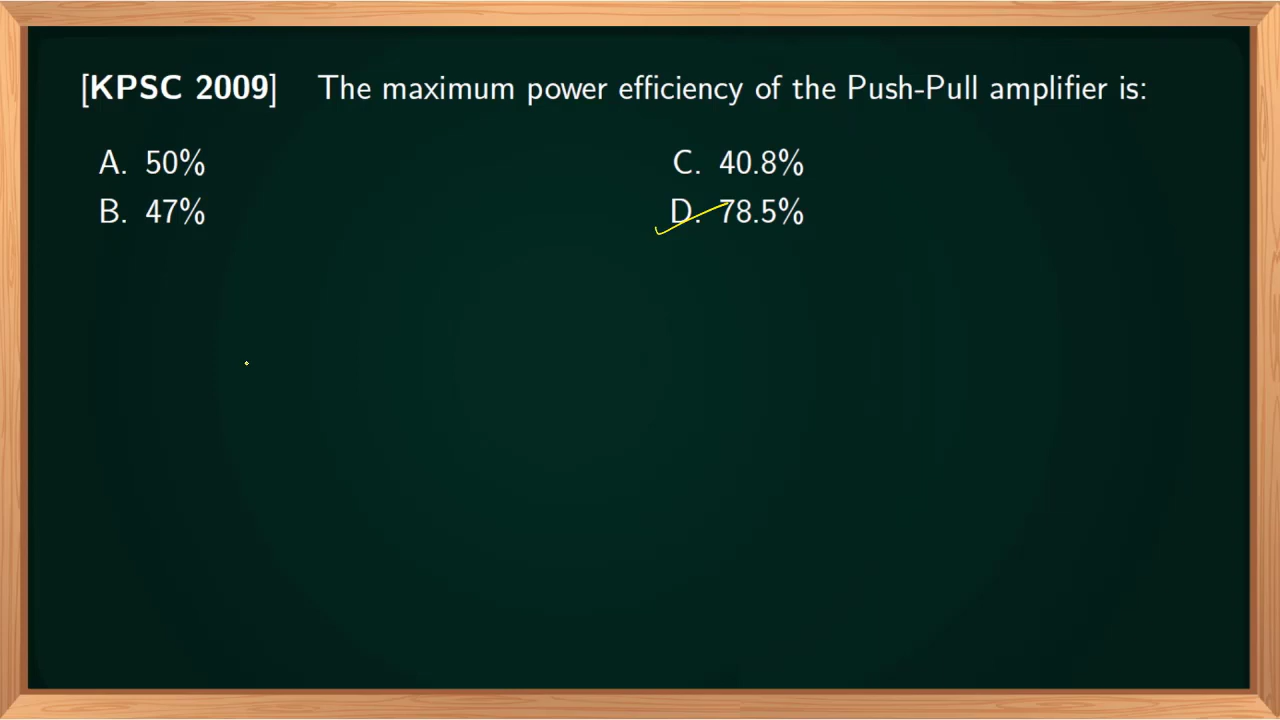 [KPSC 2009] The maximum power efficiency of the Push-Pull amplifier is:
A. 50%
B. 47%
C. 40.8%
D. 78.5%